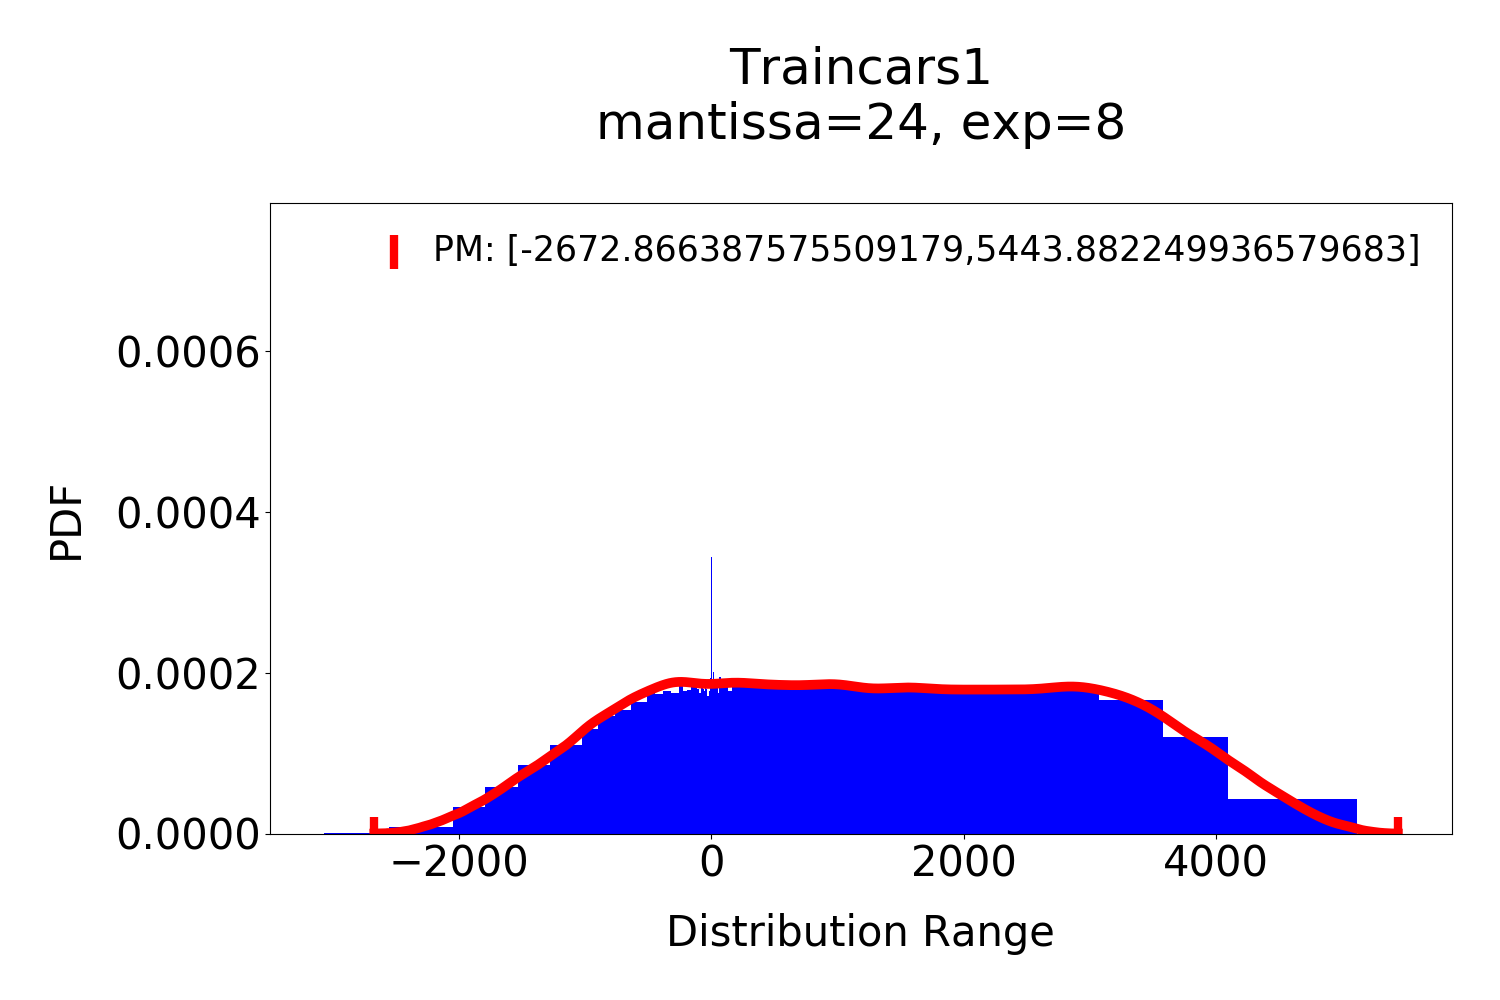 Traincars1
mantissa=24, exp=8
PM: [-2672.866387575509179,5443.882249936579683]
0.0006
0.0004
0.0002
0.0000
PDF
−2000 0 2000 4000
Distribution Range